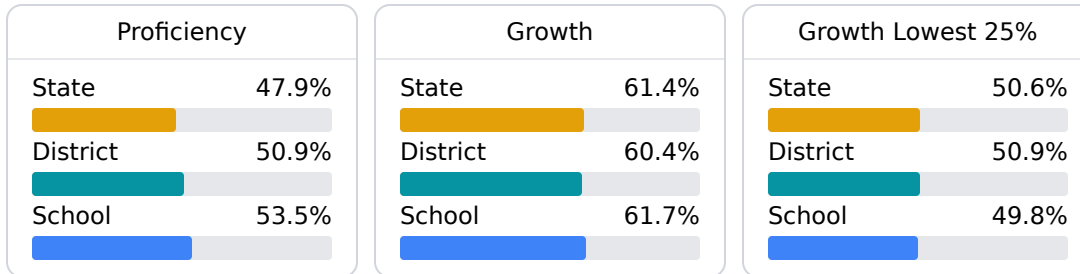 Proficiency
State 47.9%
District 50.9%
School 53.5%
Growth
State 61.4%
District 60.4%
School 61.7%
Growth Lowest 25%
State 50.6%
District 50.9%
School 49.8%